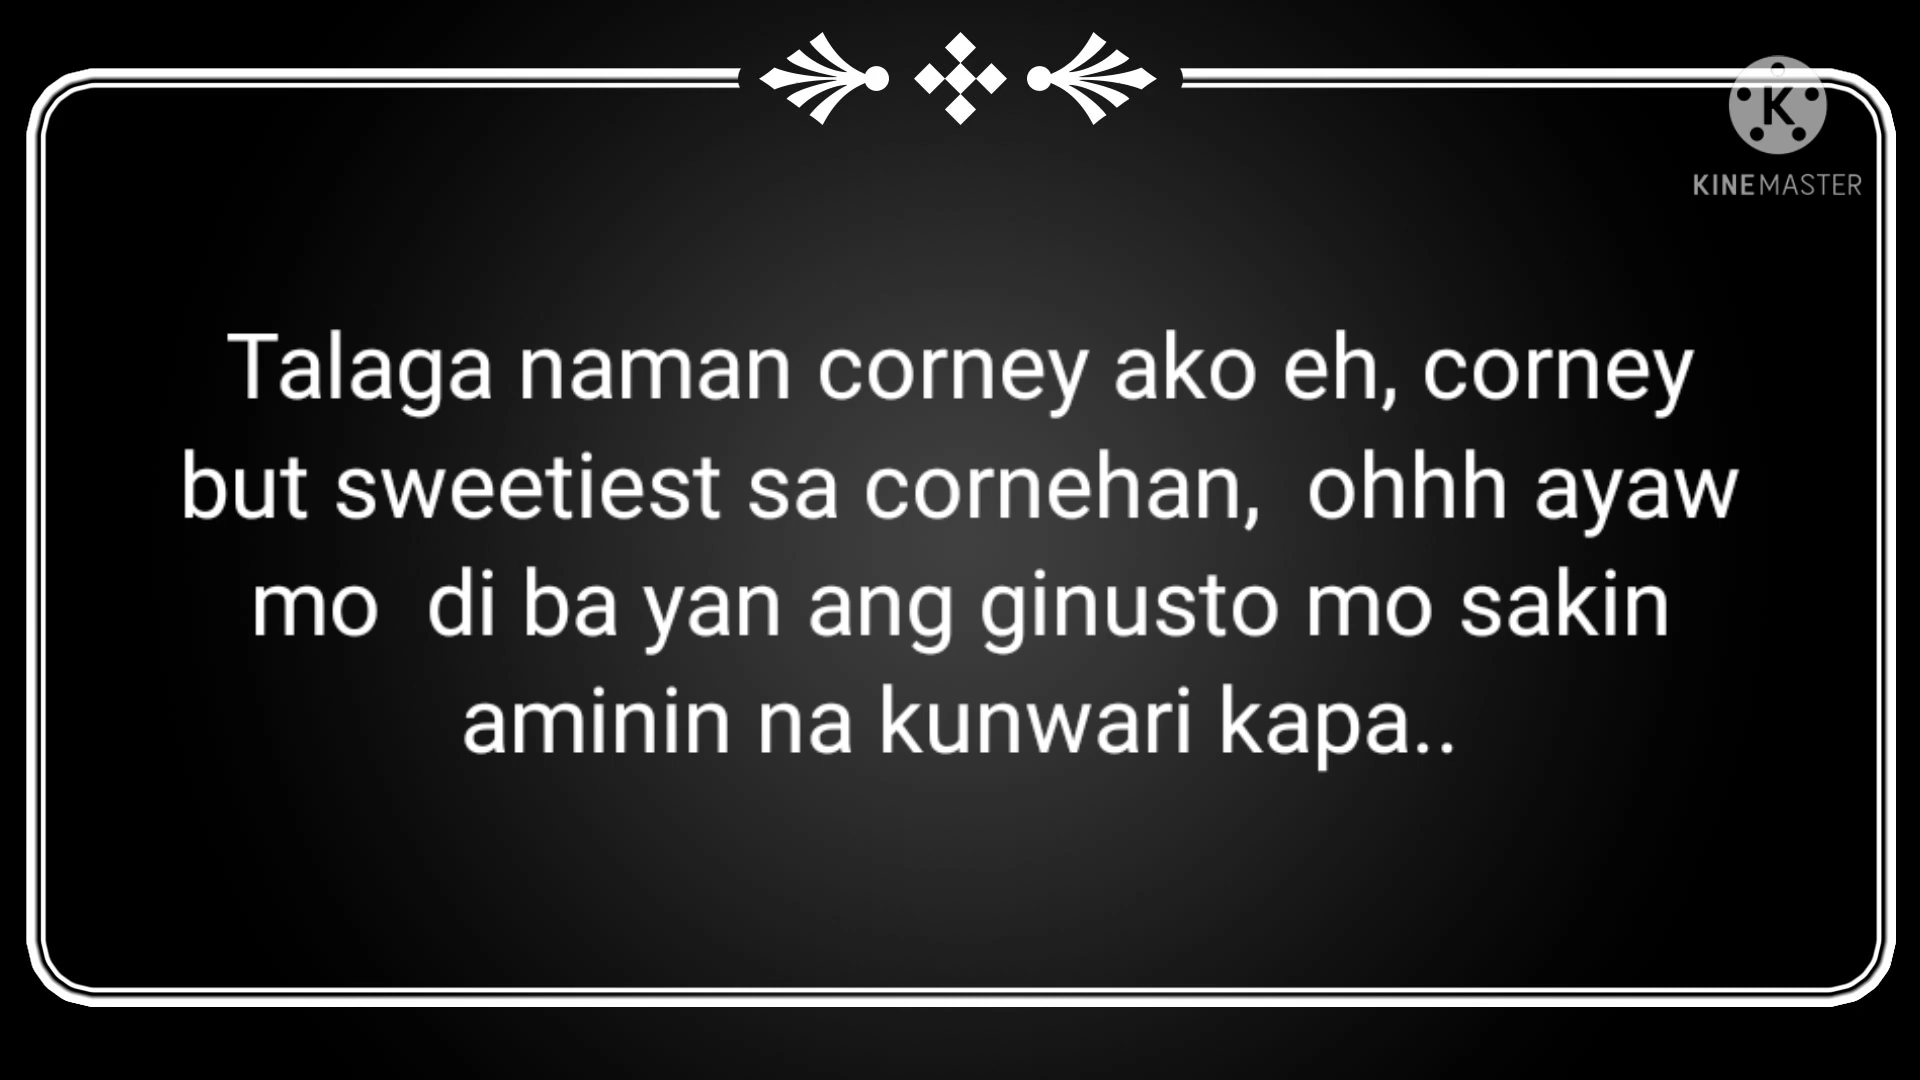 KINEMASTER
Talaga naman corney ako eh, corney
but sweetiest sa cornehan, ohhh ayaw
mo di ba yan ang ginusto mo sakin
aminin na kunwari kapa..